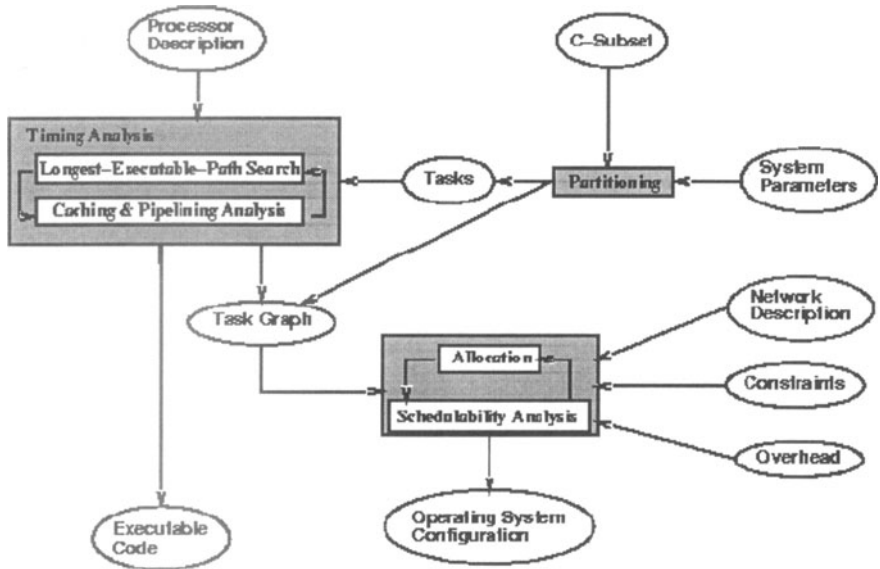 Processor
Description
C-Subset
Timing Analysis
Longest-Executable-Path Search
Caching & Pipelining Analysis
Tasks
Partitioning
System
Parameters
Task Graph
Network
Description
Allocation
Schedulability Analysis
Constraints
Overhead
Executable
Code
Operating System
Configuration